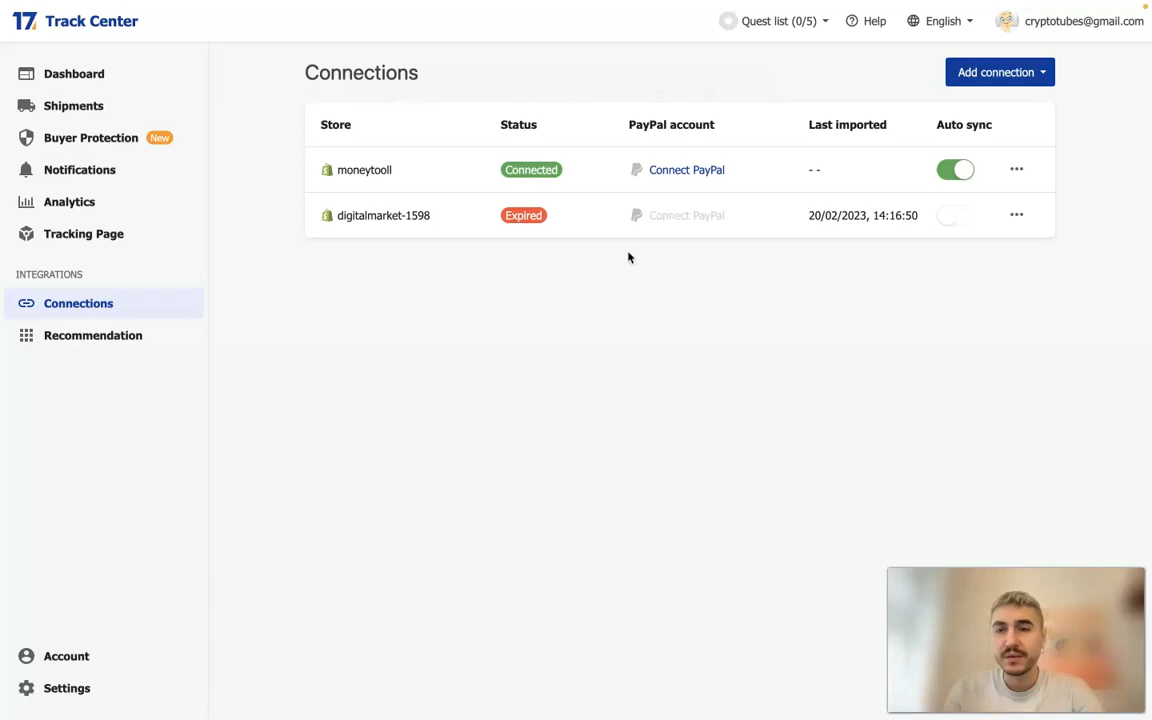 17 Track Center
Quest list (0/5)
Help
English
cryptotubes@gmail.com
Dashboard
Shipments
Buyer Protection New
Notifications
Analytics
Tracking Page
INTEGRATIONS
Connections
Recommendation
Account
Settings
Connections
Add connection
Store Status PayPal account Last imported Auto sync
moneytooll Connected Connect PayPal - -
digitalmarket-1598 Expired Connect PayPal 20/02/2023, 14:16:50